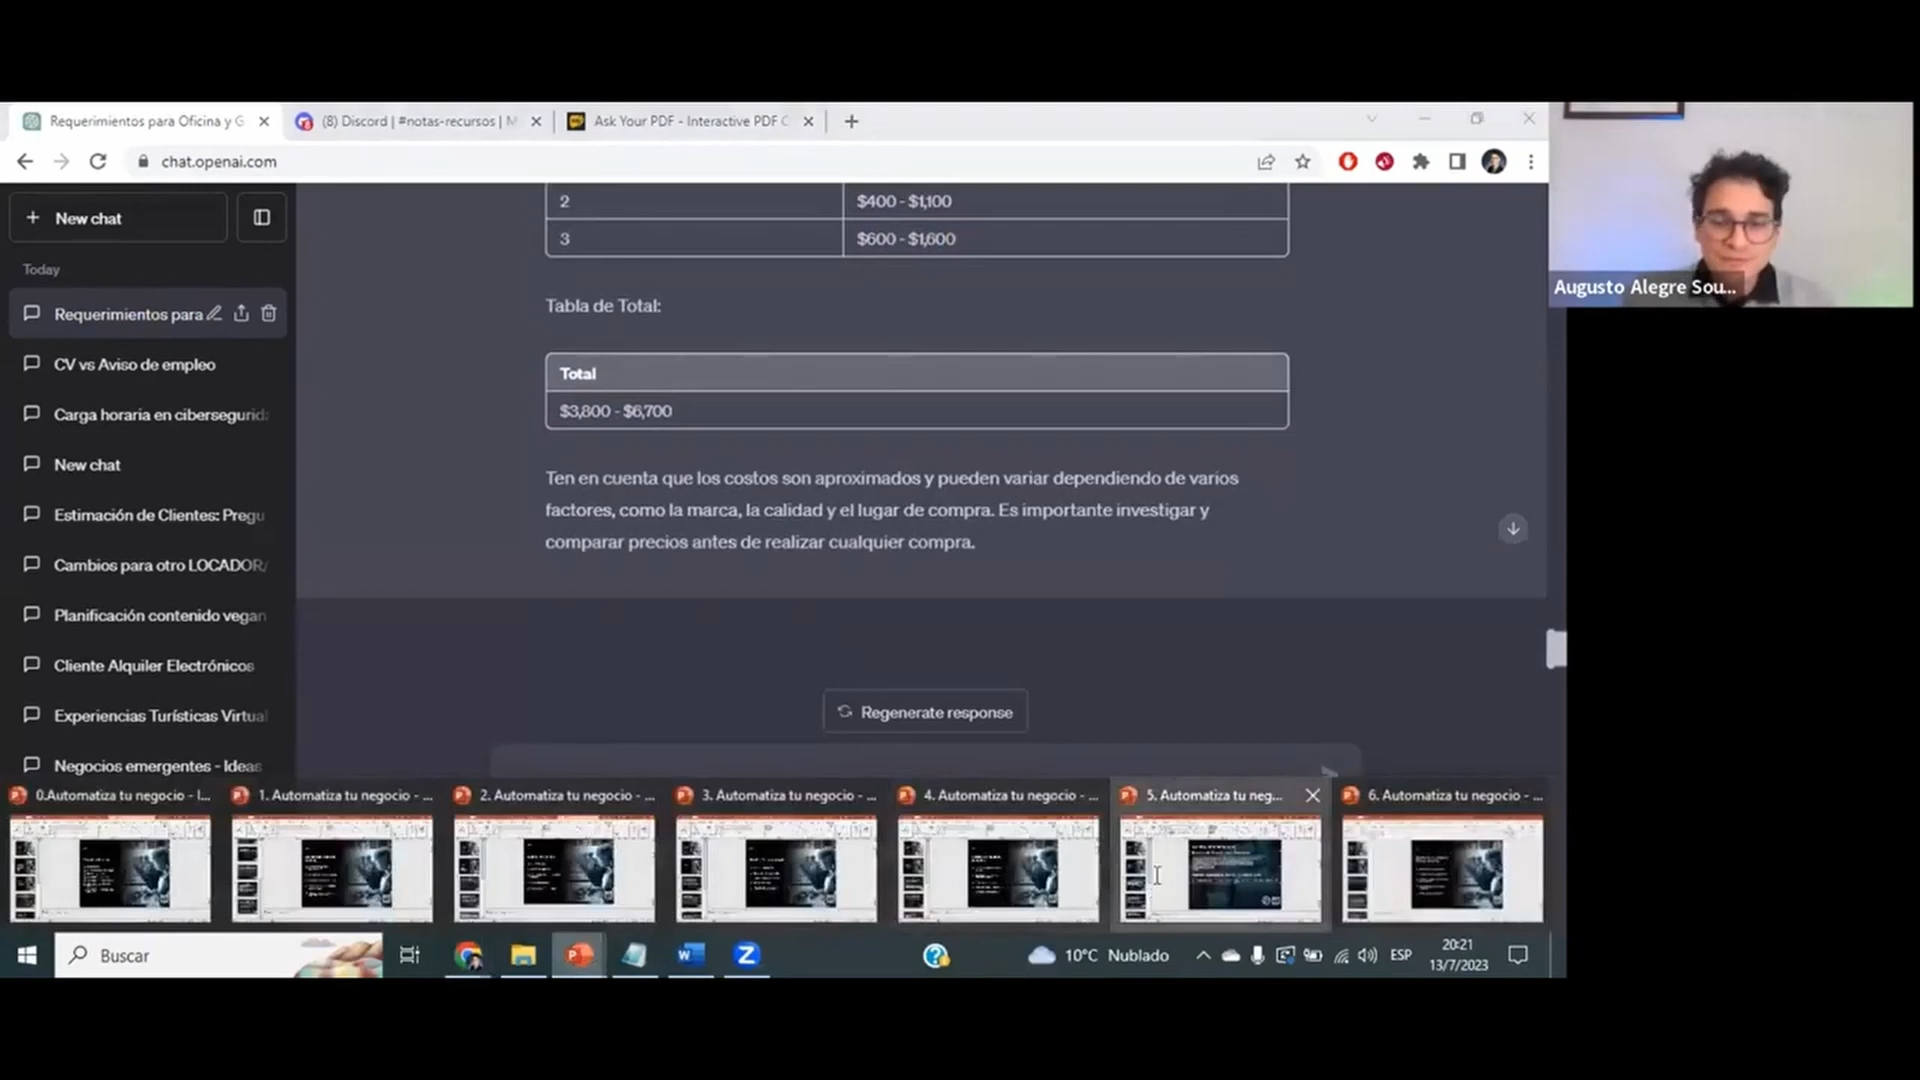 Requerimientos para Oficina y G
(8) Discord | #notas-recursos | M
Ask Your PDF - Interactive PDF C
chat.openai.com
New chat
Today
Requerimientos para
CV vs Aviso de empleo
Carga horaria en cibersegurida
New chat
Estimación de Clientes: Pregu
Cambios para otro LOCADOR/
Planificación contenido vegan
Cliente Alquiler Electrónicos
Experiencias Turísticas Virtual
Negocios emergentes - Ideas
2 $400 - $1,100
3 $600 - $1,600
Tabla de Total:
Total
$3,800 - $6,700
Ten en cuenta que los costos son aproximados y pueden variar dependiendo de varios
factores, como la marca, la calidad y el lugar de compra. Es importante investigar y
comparar precios antes de realizar cualquier compra.
Regenerate response
Augusto Alegre Sou...
0.Automatiza tu negocio - I...
1. Automatiza tu negocio - ...
2. Automatiza tu negocio - ...
3. Automatiza tu negocio - ...
4. Automatiza tu negocio - ...
5. Automatiza tu neg...
6. Automatiza tu negocio - ...
Buscar
10°C Nublado
ESP
20:21
13/7/2023